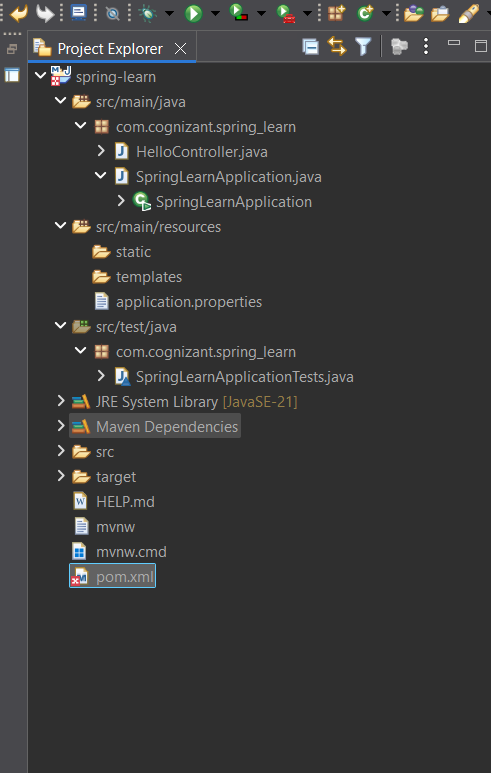 Project Explorer
spring-learn
src/main/java
com.cognizant.spring_learn
HelloController.java
SpringLearnApplication.java
SpringLearnApplication
src/main/resources
static
templates
application.properties
src/test/java
com.cognizant.spring_learn
SpringLearnApplicationTests.java
JRE System Library [JavaSE-21]
Maven Dependencies
src
target
HELP.md
mvnw
mvnw.cmd
pom.xml